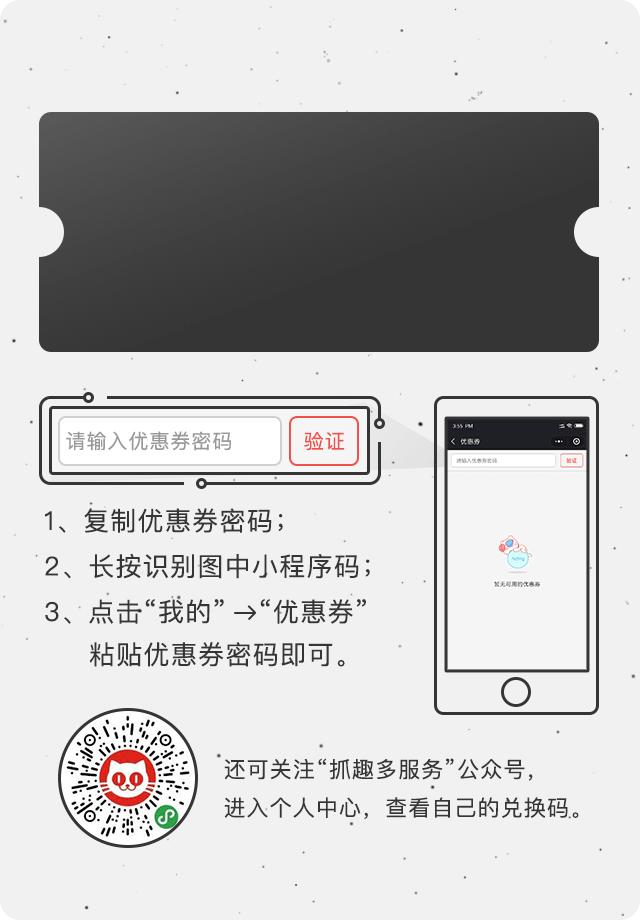 请输入优惠券密码 验证
3:55 PM
优惠券
请输入优惠券密码 验证
暂无可用的优惠券
1、复制优惠券密码；
2、长按识别图中小程序码；
3、点击“我的”→“优惠券”
粘贴优惠券密码即可。
还可关注“抓趣多服务”公众号，
进入个人中心，查看自己的兑换码。